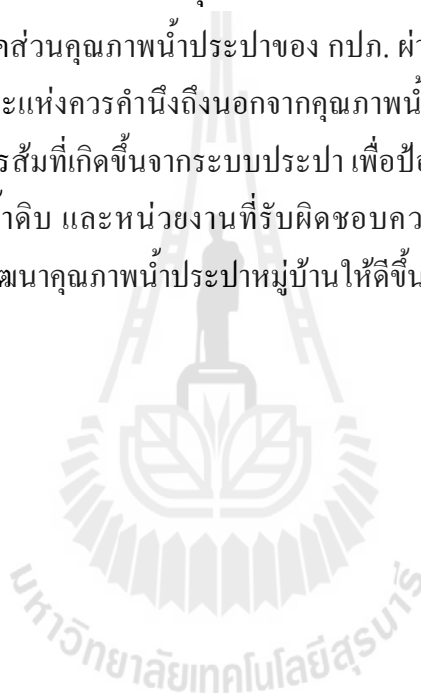 คส่วนคุณภาพน้ำประปาของ กปภ. ผ่า
ะแห่งควรคำนึงถึงนอกจากคุณภาพน้ำ
รส้มที่เกิดขึ้นจากระบบประปา เพื่อป้อ
้าดิบ และหน่วยงานที่รับผิดชอบคว
ฒนาคุณภาพน้ำประปาหมู่บ้านให้ดีขึ้น
มหาวิทยาลัยเทคโนโลยีสุรนารี